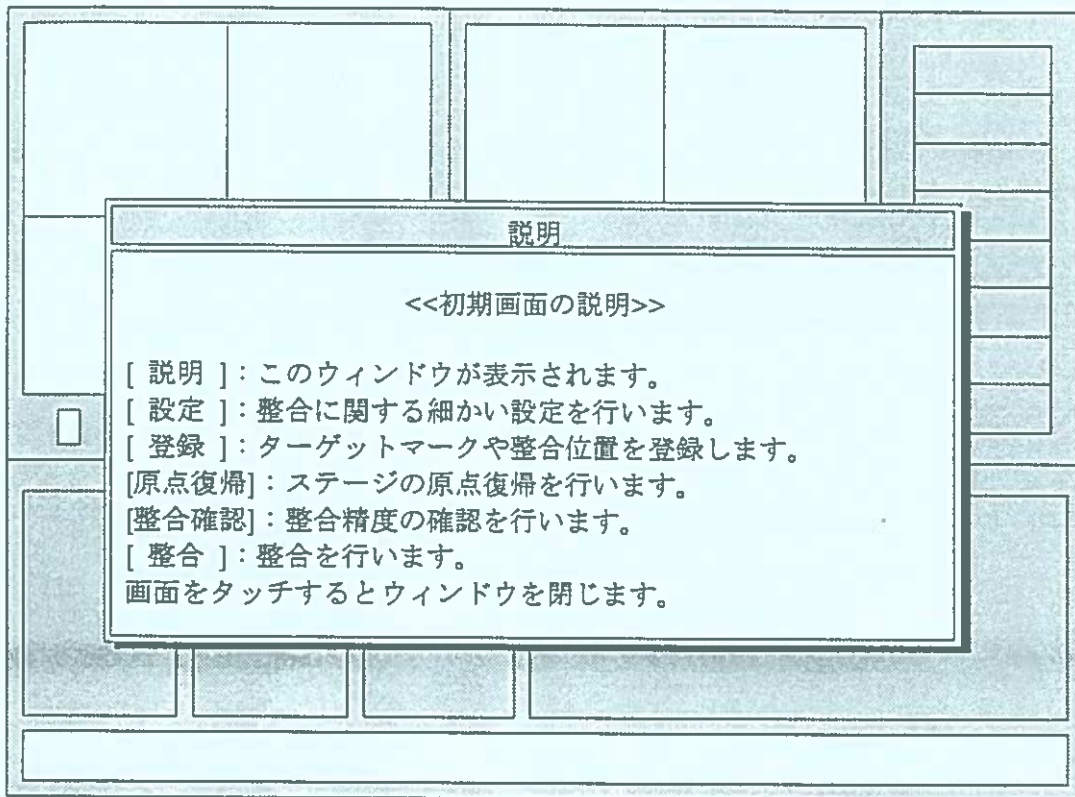 説明
<<初期画面の説明>>
[ 説明 ]：このウィンドウが表示されます。
[ 設定 ]：整合に関する細かい設定を行います。
[ 登録 ]：ターゲットマークや整合位置を登録します。
[原点復帰]：ステージの原点復帰を行います。
[整合確認]：整合精度の確認を行います。
[ 整合 ]：整合を行います。
画面をタッチするとウィンドウを閉じます。